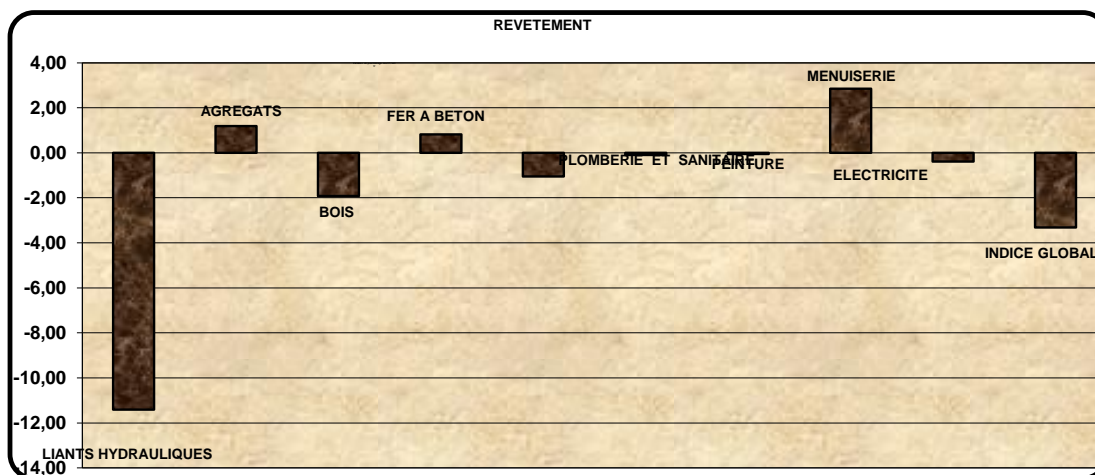 REVETEMENT
4,00
MENUISERIE
2,00
AGREGATS
FER A BETON
0,00
PLOMBERIE ET SANITAIRE
PEINTURE
ELECTRICITE
-2,00
BOIS
-4,00
INDICE GLOBAL
-6,00
-8,00
-10,00
-12,00
LIANTS HYDRAULIQUES
-14,00